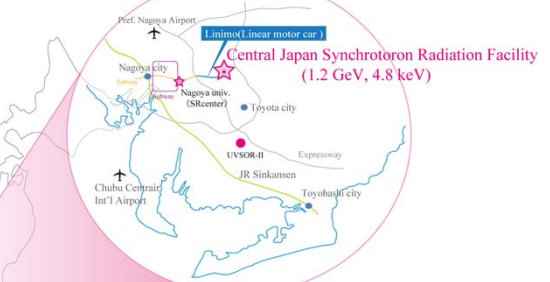 Pref. Nagoya Airport
Linimo(Linear motor car )
Central Japan Synchrotoron Radiation Facility
(1.2 GeV, 4.8 keV)
Nagoya city
Subway
Subway
Nagoya univ.
(SRcenter)
Toyota city
UVSOR-II
Expressway
JR Sinkansen
Chubu Centrair
Int'l Airport
Toyohashi city